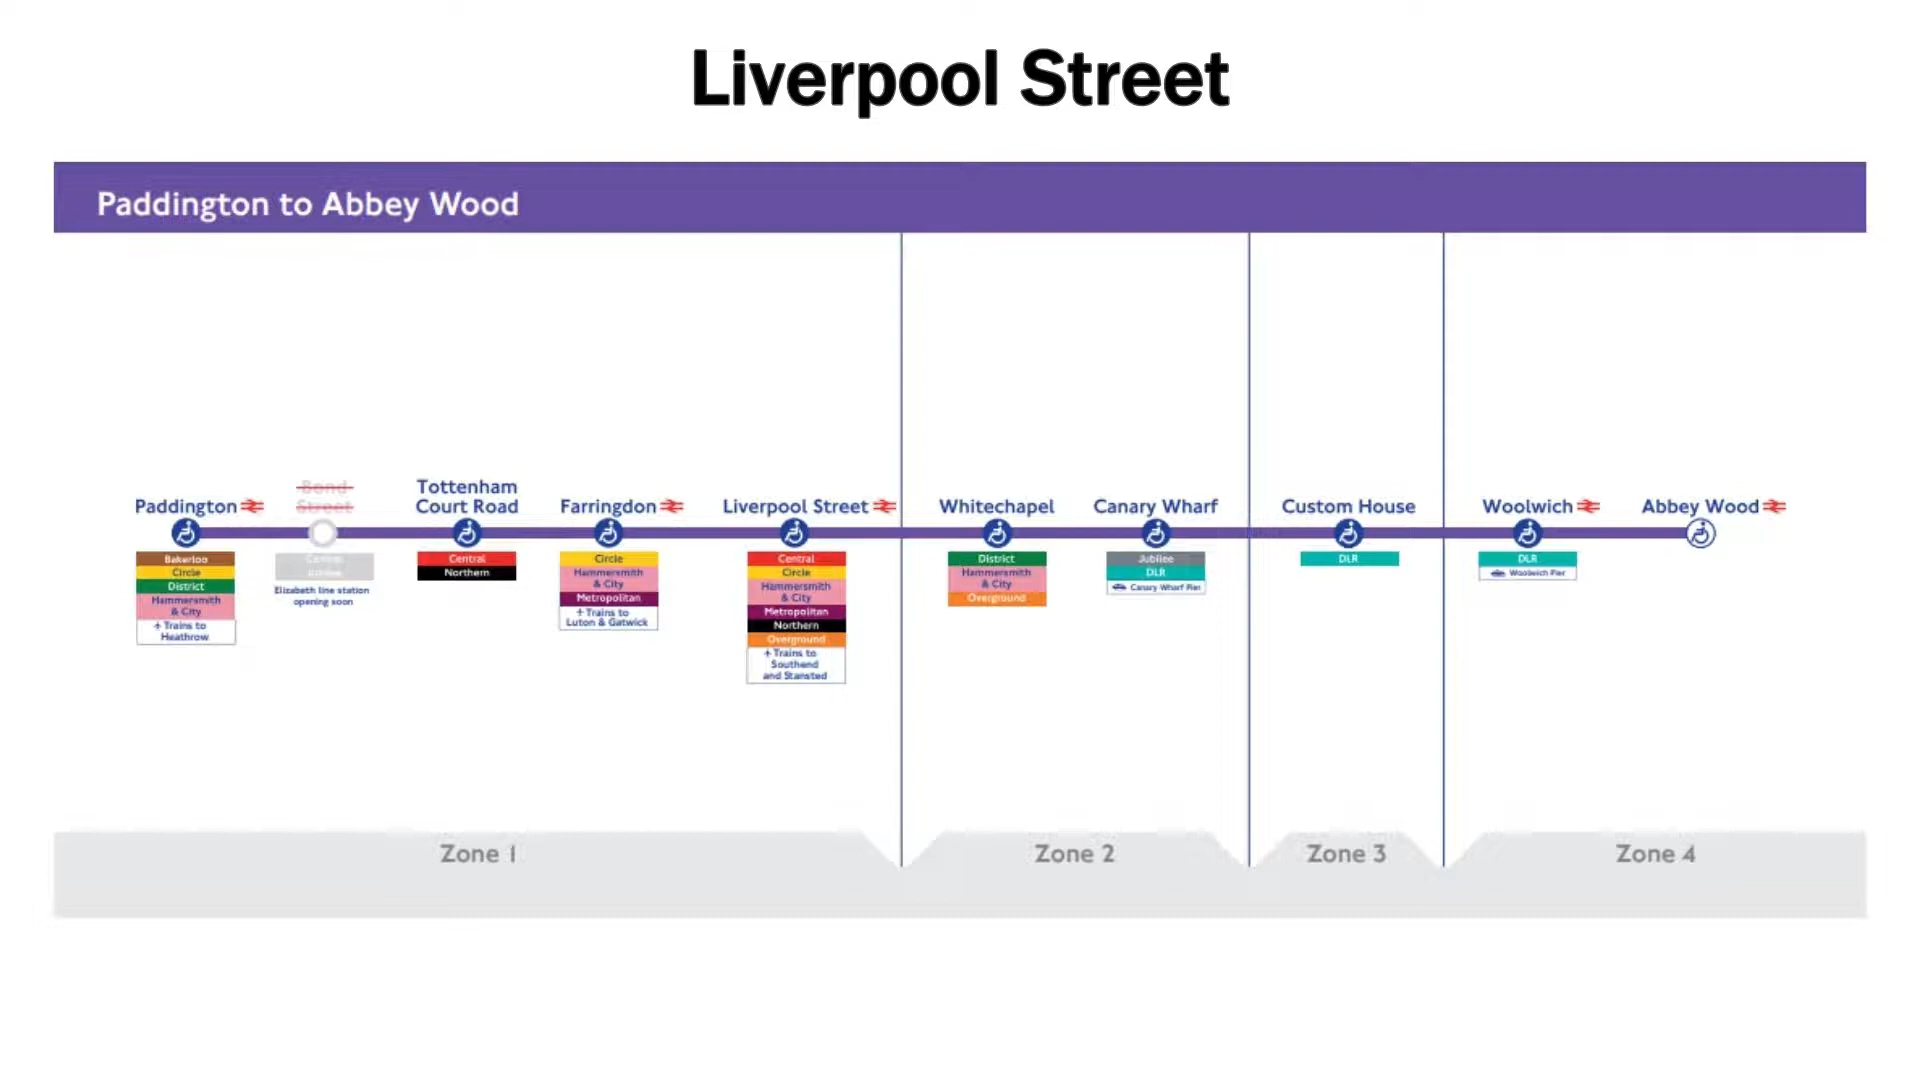 Liverpool Street
Paddington to Abbey Wood
Paddington
Bond
Street
Tottenham
Court Road
Farringdon
Liverpool Street
Whitechapel
Canary Wharf
Custom House
Woolwich
Abbey Wood
Bakerloo
Circle
District
Hammersmith
& City
Trains to
Heathrow
Central
Elizabeth line station
opening soon
Central
Northern
Circle
Hammersmith
& City
Metropolitan
Trains to
Luton & Gatwick
Central
Circle
Hammersmith
& City
Metropolitan
Northern
Overground
Trains to
Southend
and Stansted
District
Hammersmith
& City
Overground
Jubilee
DLR
Canary Wharf Pier
DLR
DLR
Woolwich Pier
Zone 1
Zone 2
Zone 3
Zone 4